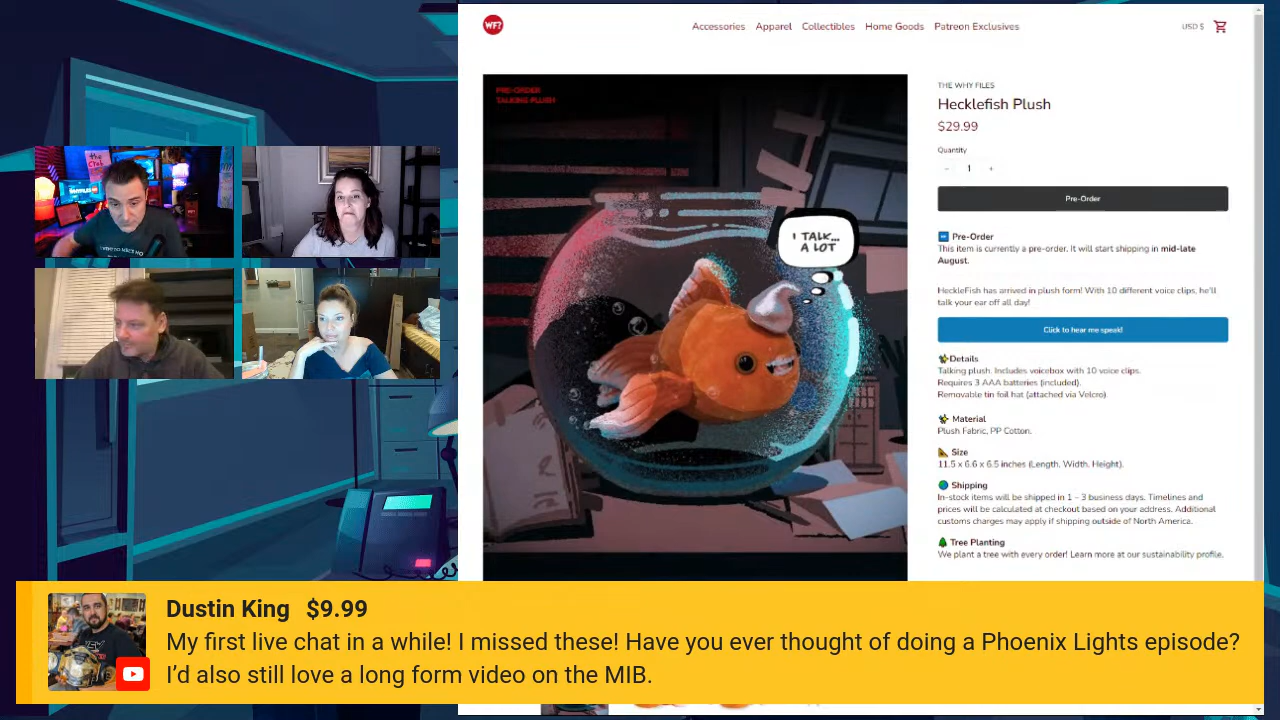 WF?
Accessories Apparel Collectibles Home Goods Patreon Exclusives
USD $
PRE-ORDER
TALKING PLUSH
I TALK...
A LOT
THE WHY FILES
Hecklefish Plush
$29.99
Quantity
− 1 +
Pre-Order
Pre-Order
This item is currently a pre-order. It will start shipping in mid-late
August.
HeckleFish has arrived in plush form! With 10 different voice clips, he'll
talk your ear off all day!
Click to hear me speak!
Details
Talking plush. Includes voicebox with 10 voice clips.
Requires 3 AAA batteries (included).
Removable tin foil hat (attached via Velcro)
Material
Plush Fabric, PP Cotton.
Size
11.5 x 6.6 x 6.5 inches (Length, Width, Height).
Shipping
In-stock items will be shipped in 1 - 3 business days. Timelines and
prices will be calculated at checkout based on your address. Additional
customs charges may apply if shipping outside of North America.
Tree Planting
We plant a tree with every order! Learn more at our sustainability profile.
Dustin King $9.99
My first live chat in a while! I missed these! Have you ever thought of doing a Phoenix Lights episode?
I’d also still love a long form video on the MIB.